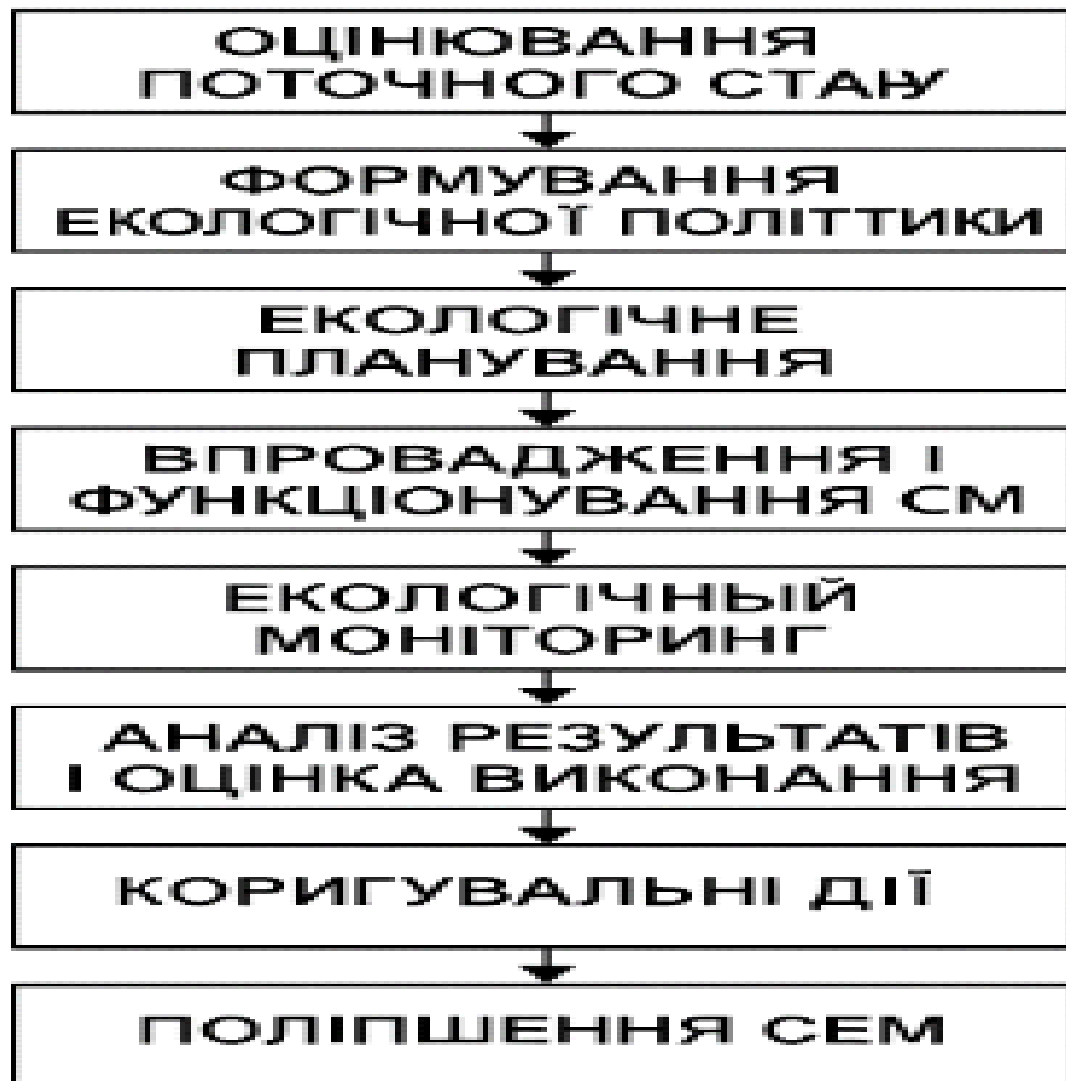 ОЦІНЮВАННЯ
ПОТОЧНОГО СТАНУ
ФОРМУВАННЯ
ЕКОЛОГІЧНОЇ ПОЛІТТИКИ
ЕКОЛОГІЧНЕ
ПЛАНУВАННЯ
ВПРОВАДЖЕННЯ І
ФУНКЦІОНУВАННЯ СМ
ЕКОЛОГІЧНЫЙ
МОНІТОРИНГ
АНАЛІЗ РЕЗУЛЬТАТІВ
І ОЦІНКА ВИКОНАННЯ
КОРИГУВАЛЬНІ ДІЇ
ПОЛІПШЕННЯ СЕМ